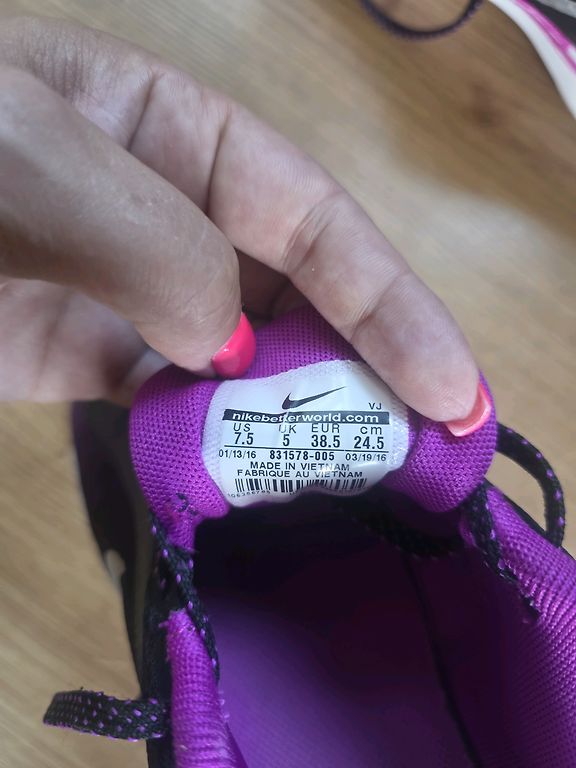 VJ
nikebetterworld.com
US UK EUR cm
7.5 5 38.5 24.5
01/13/16 831578-005 03/19/16
MADE IN VIETNAM
FABRIQUE AU VIETNAM